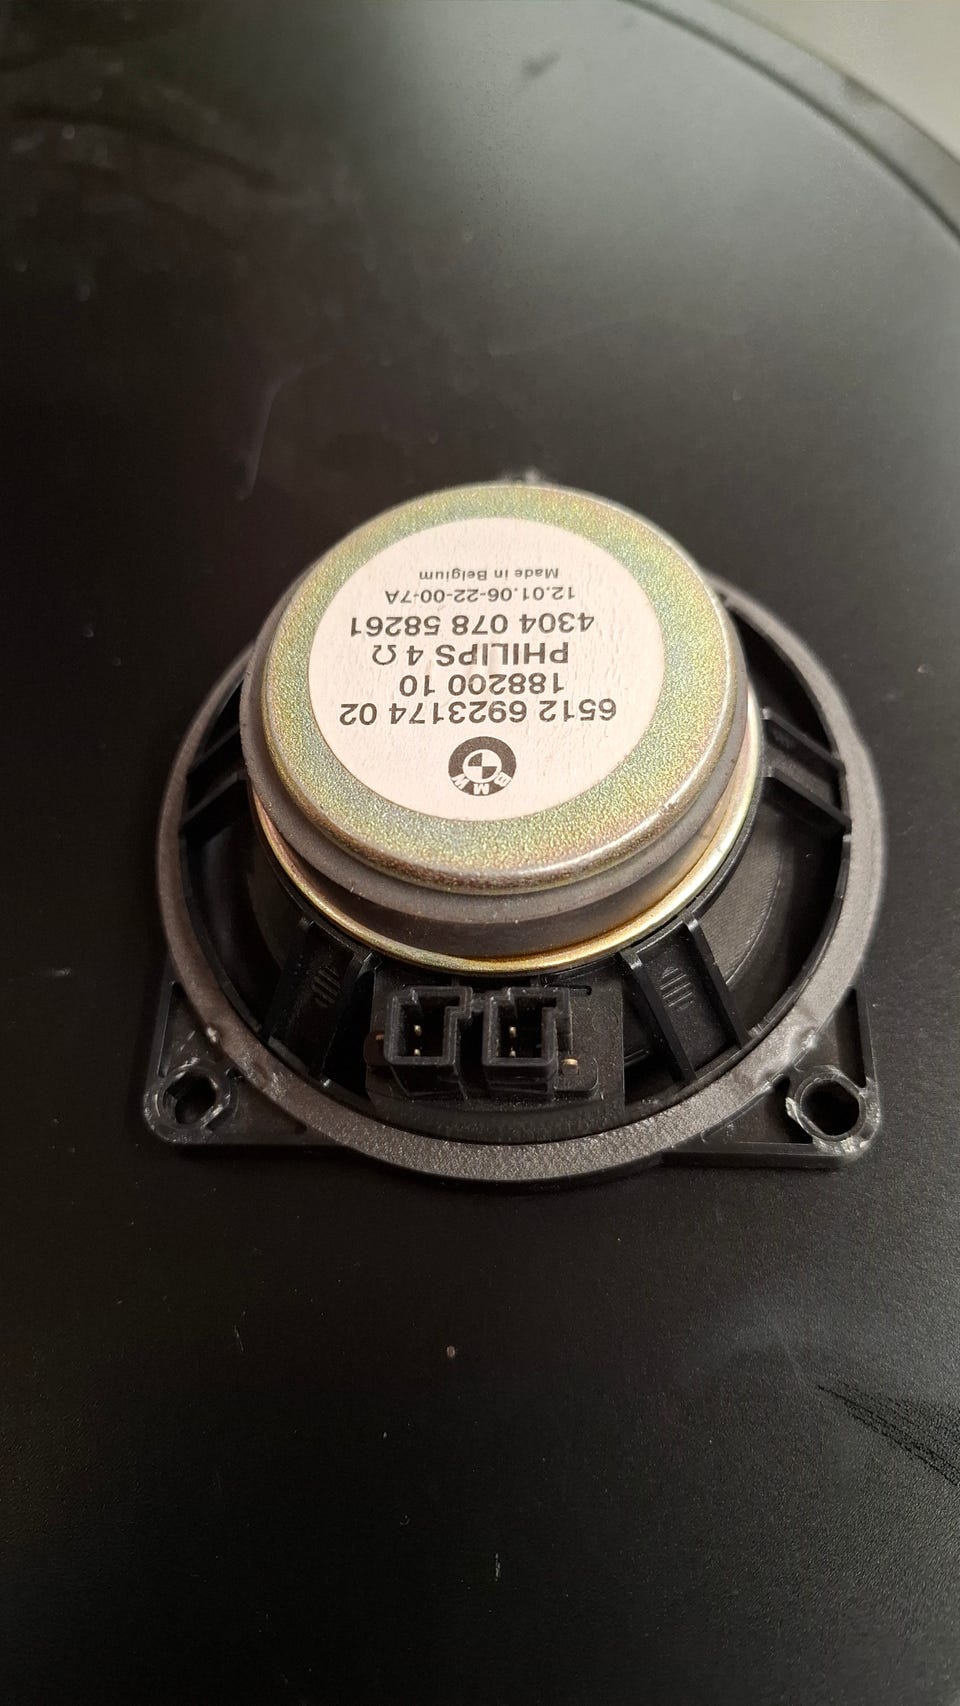 BMW
6512 6923174 02
188200 10
PHILIPS 4 Ω
4304 078 58261
12.01.06-22-00-7A
Made in Belgium